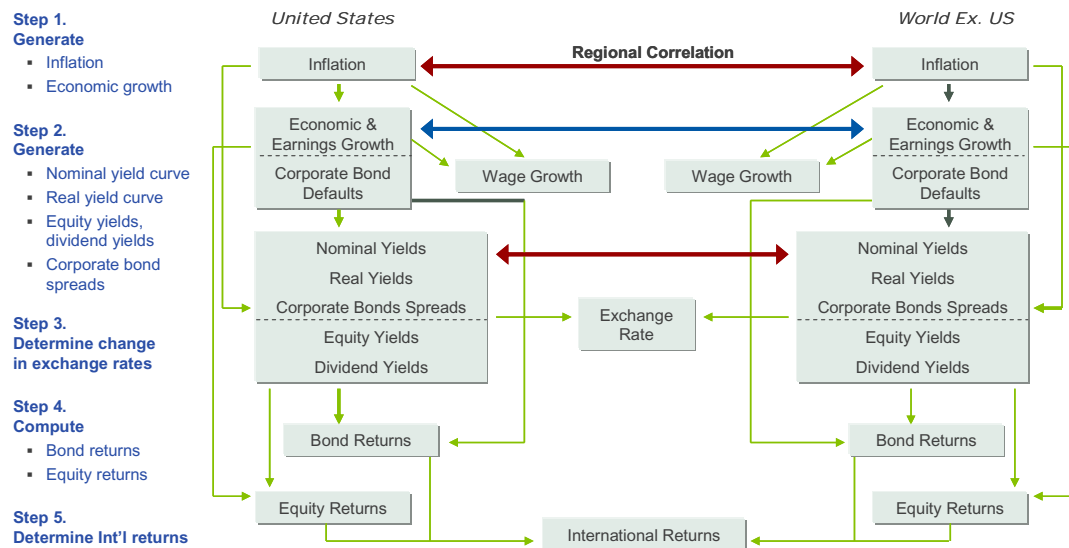 Step 1.
Generate
▪ Inflation
▪ Economic growth
Step 2.
Generate
▪ Nominal yield curve
▪ Real yield curve
▪ Equity yields,
dividend yields
▪ Corporate bond
spreads
Step 3.
Determine change
in exchange rates
Step 4.
Compute
▪ Bond returns
▪ Equity returns
Step 5.
Determine Int'l returns
United States
World Ex. US
Regional Correlation
Inflation
Inflation
Economic &
Earnings Growth
Corporate Bond
Defaults
Wage Growth
Wage Growth
Economic &
Earnings Growth
Corporate Bond
Defaults
Nominal Yields
Real Yields
Corporate Bonds Spreads
Equity Yields
Dividend Yields
Exchange
Rate
Nominal Yields
Real Yields
Corporate Bonds Spreads
Equity Yields
Dividend Yields
Bond Returns
Bond Returns
Equity Returns
Equity Returns
International Returns